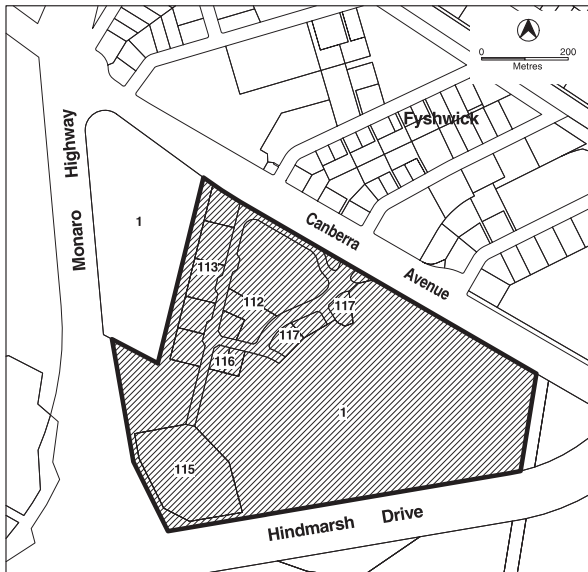 0 200
Metres
Fyshwick
Monaro Highway
Canberra Avenue
1
113
112
117
117
116
1
115
Hindmarsh Drive